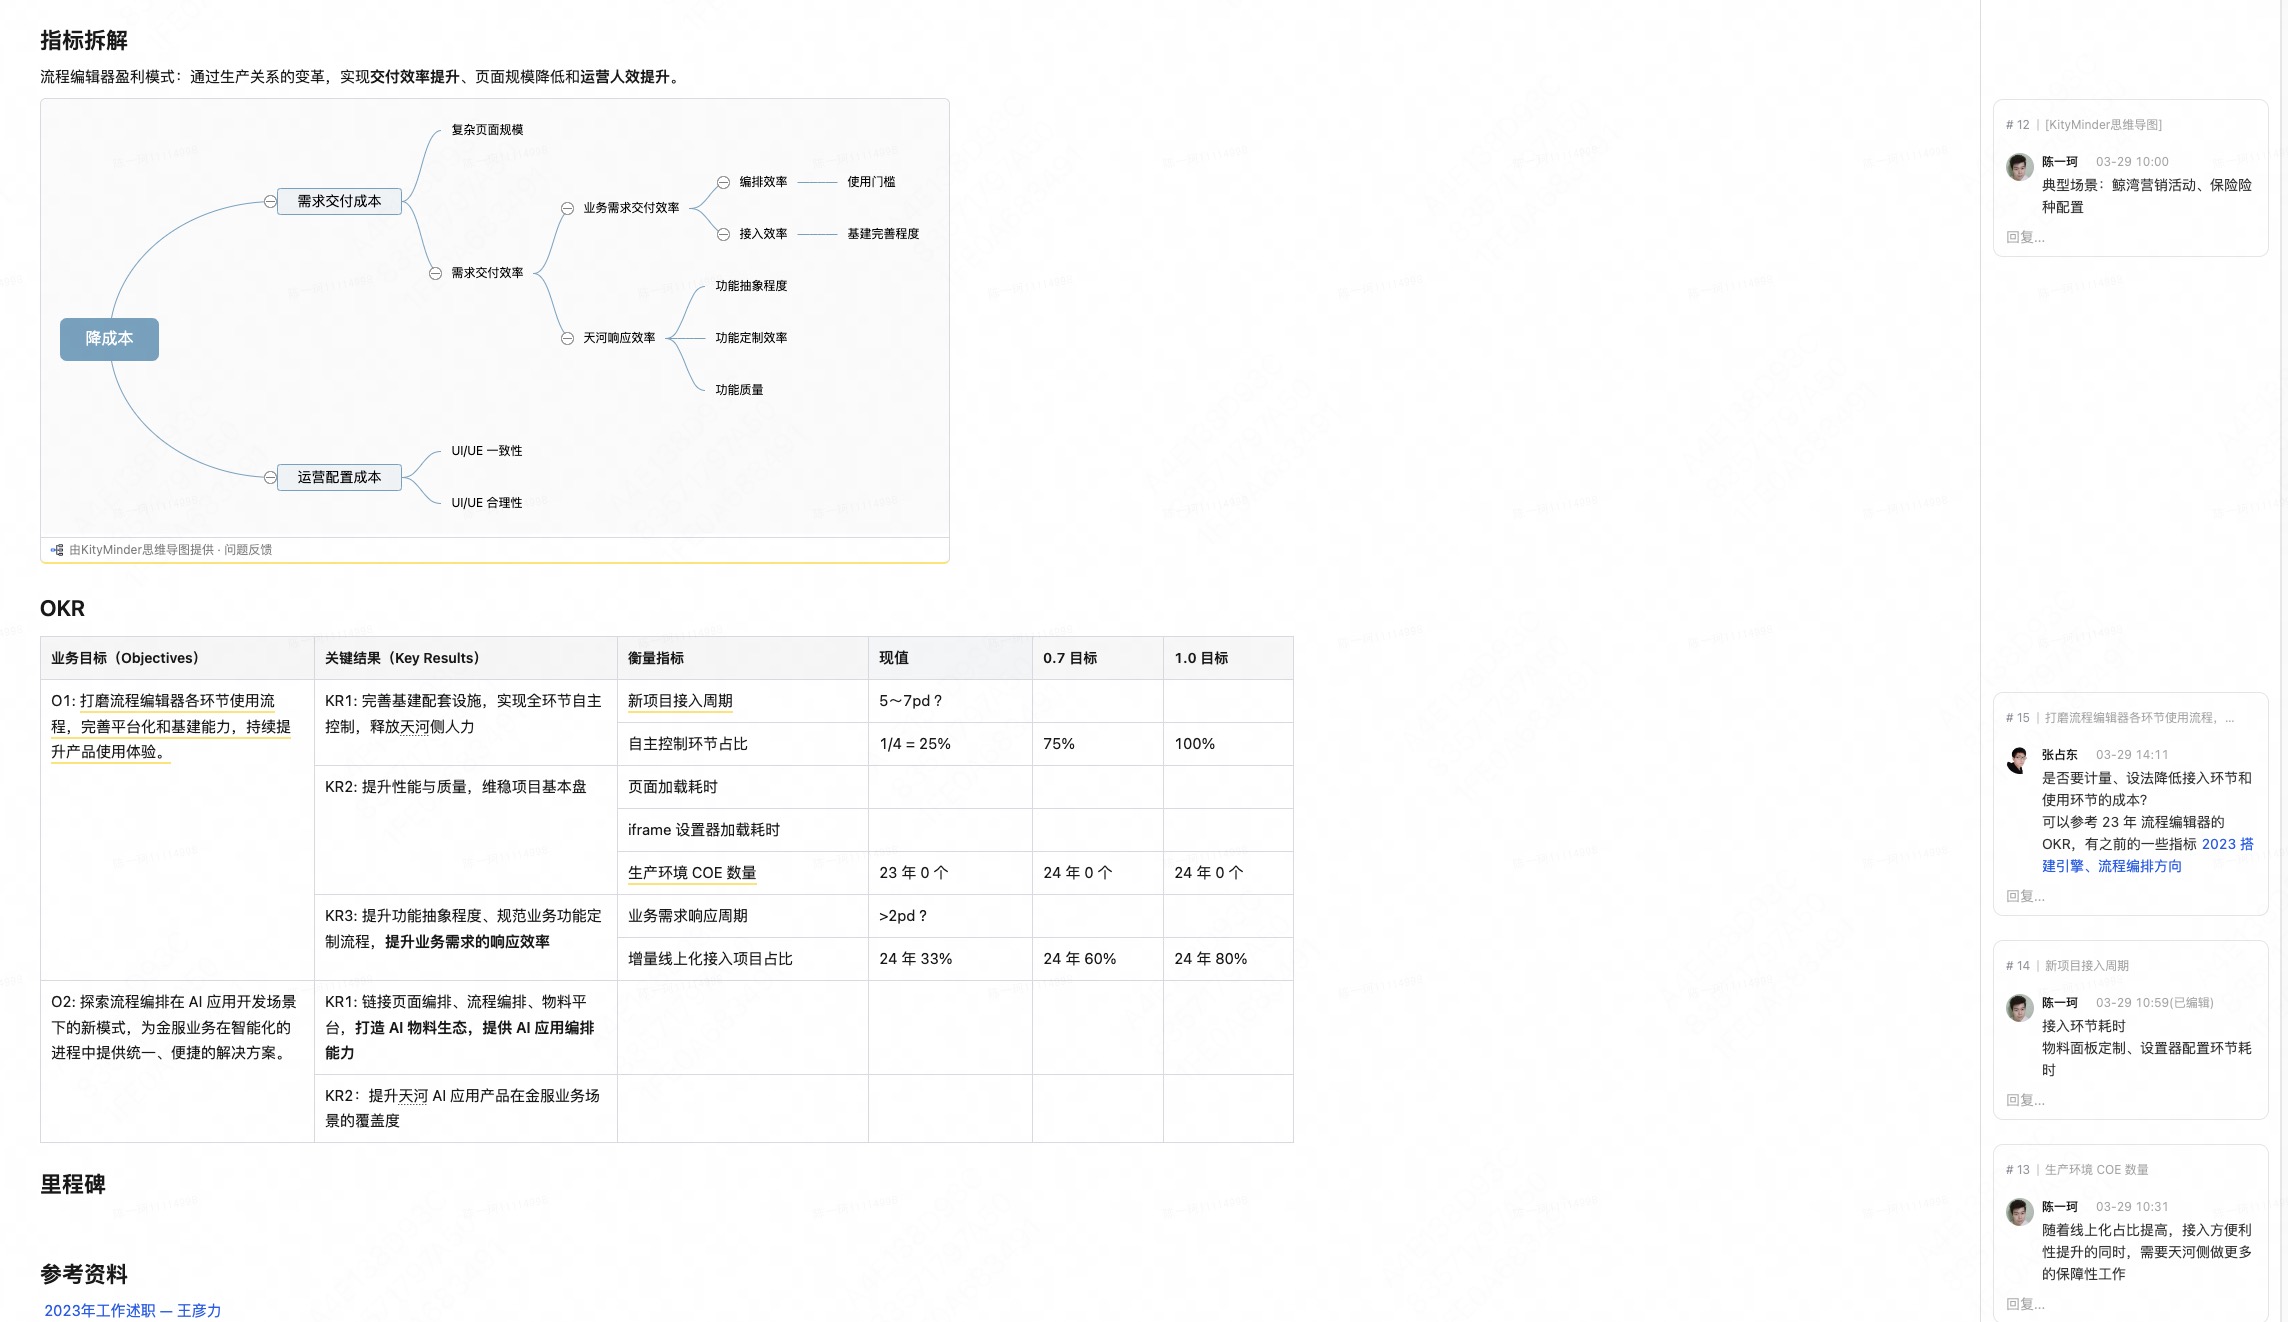 指标拆解
流程编辑器盈利模式：通过生产关系的变革，实现交付效率提升、页面规模降低和运营人效提升。
降成本
需求交付成本
复杂页面规模
需求交付效率
业务需求交付效率
编排效率
使用门槛
接入效率
基建完善程度
天河响应效率
功能抽象程度
功能定制效率
功能质量
运营配置成本
UI/UE 一致性
UI/UE 合理性
由KityMinder思维导图提供 · 问题反馈
OKR
业务目标（Objectives） 关键结果（Key Results） 衡量指标 现值 0.7 目标 1.0 目标
O1: 打磨流程编辑器各环节使用流
程，完善平台化和基建能力，持续提
升产品使用体验。
KR1: 完善基建配套设施，实现全环节自主
控制，释放天河侧人力
新项目接入周期 5～7pd ?
自主控制环节占比 1/4 = 25% 75% 100%
KR2: 提升性能与质量，维稳项目基本盘
页面加载耗时
iframe 设置器加载耗时
生产环境 COE 数量 23 年 0 个 24 年 0 个 24 年 0 个
KR3: 提升功能抽象程度、规范业务功能定
制流程，提升业务需求的响应效率
业务需求响应周期 >2pd ?
增量线上化接入项目占比 24 年 33% 24 年 60% 24 年 80%
O2: 探索流程编排在 AI 应用开发场景
下的新模式，为金服业务在智能化的
进程中提供统一、便捷的解决方案。
KR1: 链接页面编排、流程编排、物料平
台，打造 AI 物料生态，提供 AI 应用编排
能力
KR2：提升天河 AI 应用产品在金服业务场
景的覆盖度
里程碑
参考资料
2023年工作述职 — 王彦力
# 12 | [KityMinder思维导图]
陈一珂 03-29 10:00
典型场景：鲸湾营销活动、保险险
种配置
回复...
# 15 | 打磨流程编辑器各环节使用流程，...
张占东 03-29 14:11
是否要计量、设法降低接入环节和
使用环节的成本?
可以参考 23 年 流程编辑器的
OKR，有之前的一些指标 2023 搭
建引擎、流程编排方向
回复...
# 14 | 新项目接入周期
陈一珂 03-29 10:59(已编辑)
接入环节耗时
物料面板定制、设置器配置环节耗
时
回复...
# 13 | 生产环境 COE 数量
陈一珂 03-29 10:31
随着线上化占比提高，接入方便利
性提升的同时，需要天河侧做更多
的保障性工作
回复...